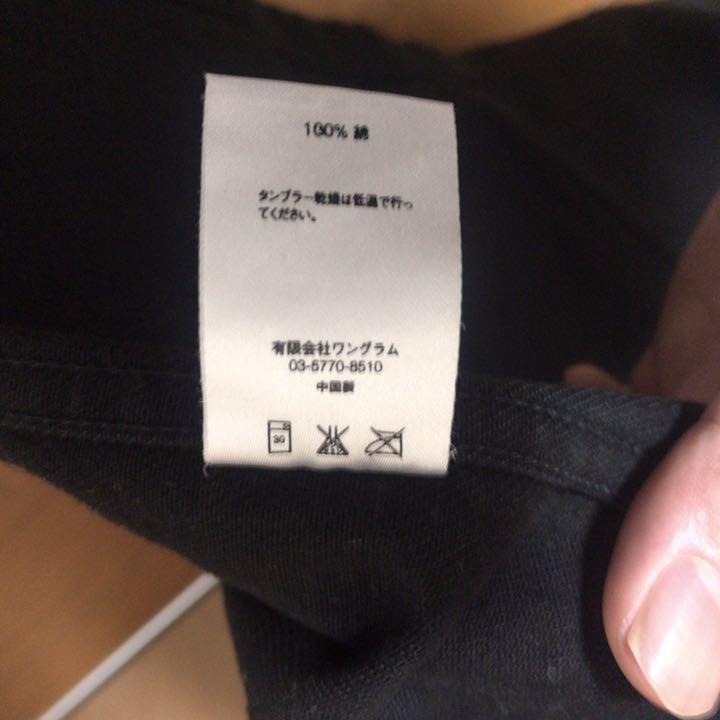 100% 綿
タンブラー乾燥は低温で行っ
てください。
有限会社ワングラム
03-5770-8510
中国製
30